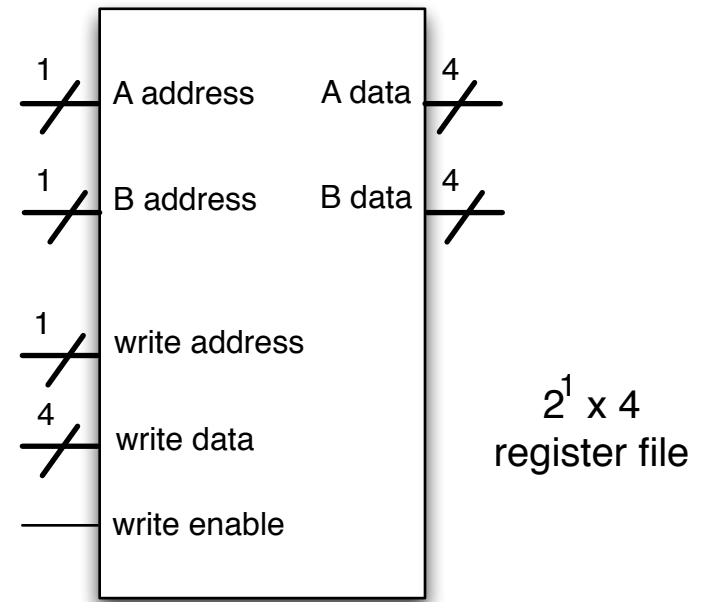 1
A address
A data
4
1
B address
B data
4
1
write address
4
write data
write enable
2¹ x 4
register file